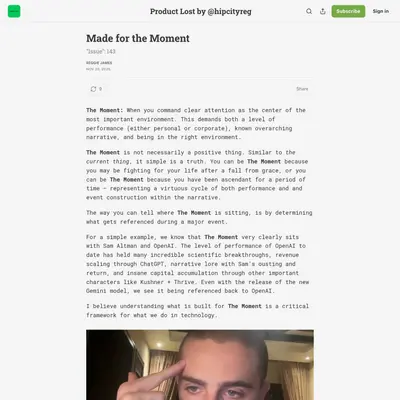 Product Lost by @hipcityreg
Subscribe
Sign in
Made for the Moment
"Issue": 143
REGGIE JAMES
3
Share
The Moment: When you command clear attention as the center of the
most important environment. This demands both a level of
performance (either personal or corporate), known overarching
narrative, and being in the right environment.
The Moment is not necessarily a positive thing. Similar to the
current thing, it simple is a truth. You can be The Moment because
you may be fighting for your life after a fall from grace, or you
can be The Moment because you have been ascendant for a period of
time – representing a virtuous cycle of both performance and and
event construction within the narrative.
The way you can tell where The Moment is sitting, is by determining
what gets referenced during a major event.
For a simple example, we know that The Moment very clearly sits
with Sam Altman and OpenAI. The level of performance of OpenAI to
date has held many incredible scientific breakthroughs, revenue
scaling through ChatGPT, narrative lore with Sam's ousting and
return, and insane capital accumulation through other important
characters like Kushner + Thrive. Even with the release of the new
Gemini model, we see it being referenced back to OpenAI.
I believe understanding what is built for The Moment is a critical
framework for what we do in technology.